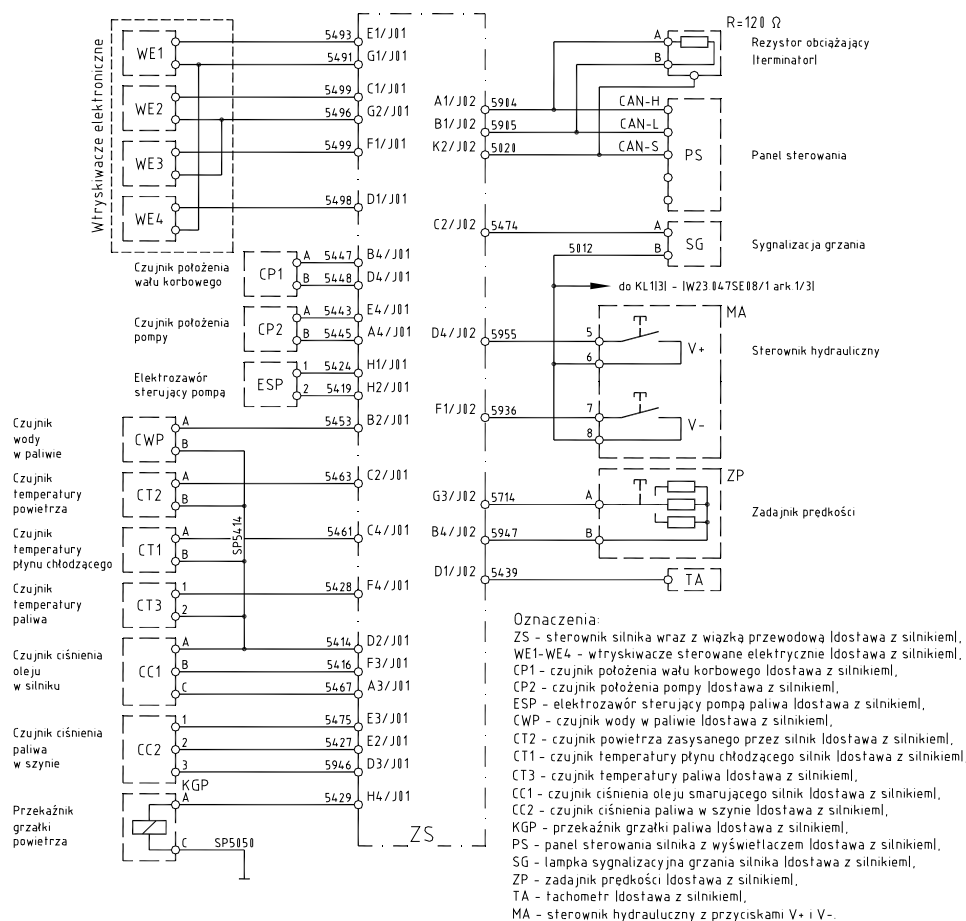 Wtryskiwacze elektroniczne
WE1
5493 E1/J01
5491 G1/J01
WE2
5499 C1/J01
5496 G2/J01
WE3
5499 F1/J01
WE4
5498 D1/J01
Czujnik położenia
wału korbowego
CP1
A 5447 B4/J01
B 5448 D4/J01
Czujnik położenia
pompy
CP2
A 5443 E4/J01
B 5445 A4/J01
Elektrozawór
sterujący pompą
ESP
1 5424 H1/J01
2 5419 H2/J01
Czujnik
wody
w paliwie
CWP
A 5453 B2/J01
B
Czujnik
temperatury
powietrza
CT2
A 5463 C2/J01
B
SP5414
Czujnik
temperatury
płynu chłodzącego
CT1
A 5461 C4/J01
B
Czujnik
temperatury
paliwa
CT3
1 5428 F4/J01
2
Czujnik ciśnienia
oleju
w silniku
CC1
A 5414 D2/J01
B 5416 F3/J01
C 5467 A3/J01
Czujnik ciśnienia
paliwa
w szynie
CC2
1 5475 E3/J01
2 5427 E2/J01
3 5946 D3/J01
Przekaźnik
grzałki
powietrza
KGP
A 5429 H4/J01
C SP5050
ZS
R=120 Ω
A
B
Rezystor obciążający
|terminator|
A1/J02 5904 CAN-H
B1/J02 5905 CAN-L
K2/J02 5020 CAN-S
PS
Panel sterowania
C2/J02 5474 A
5012 B
SG
Sygnalizacja grzania
do KL1|3| - |W23.047SE08/1 ark.1/3|
MA
D4/J02 5955 5
6
V+
Sterownik hydrauliczny
F1/J02 5936 7
8
V-
ZP
G3/J02 5714 A
B4/J02 5947 B
Zadajnik prędkości
D1/J02 5439
TA
Oznaczenia:
ZS - sterownik silnika wraz z wiązką przewodową |dostawa z silnikiem|,
WE1-WE4 - wtryskiwacze sterowane elektrycznie |dostawa z silnikiem|,
CP1 - czujnik położenia wału korbowego |dostawa z silnikiem|,
CP2 - czujnik położenia pompy |dostawa z silnikiem|,
ESP - elektrozawór sterujący pompą paliwa |dostawa z silnikiem|,
CWP - czujnik wody w paliwie |dostawa z silnikiem|,
CT2 - czujnik powietrza zasysanego przez silnik |dostawa z silnikiem|,
CT1 - czujnik temperatury płynu chłodzącego silnik |dostawa z silnikiem|
CT3 - czujnik temperatury paliwa |dostawa z silnikiem|,
CC1 - czujnik ciśnienia oleju smarującego silnik |dostawa z silnikiem|,
CC2 - czujnik ciśnienia paliwa w szynie |dostawa z silnikiem|,
KGP - przekaźnik grzałki paliwa |dostawa z silnikiem|,
PS - panel sterowania silnika z wyświetlaczem |dostawa z silnikiem|,
SG - lampka sygnalizacyjna grzania silnika |dostawa z silnikiem|,
ZP - zadajnik prędkości |dostawa z silnikiem|,
TA - tachometr |dostawa z silnikiem|,
MA - sterownik hydrauluczny z przyciskami V+ i V-.